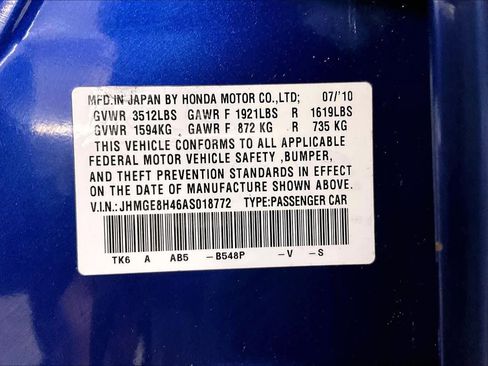 MFD.IN JAPAN BY HONDA MOTOR CO.,LTD; 07/'10
GVWR 3512LBS GAWR F 1921LBS R 1619LBS
GVWR 1594KG GAWR F 872 KG R 735 KG
THIS VEHICLE CONFORMS TO ALL APPLICABLE
FEDERAL MOTOR VEHICLE SAFETY ,BUMPER,
AND THEFT PREVENTION STANDARDS IN EFFECT
ON THE DATE OF MANUFACTURE SHOWN ABOVE.
V.I.N.:JHMGE8H46AS018772 TYPE:PASSENGER CAR
TK6 A AB5 –B548P –V –S